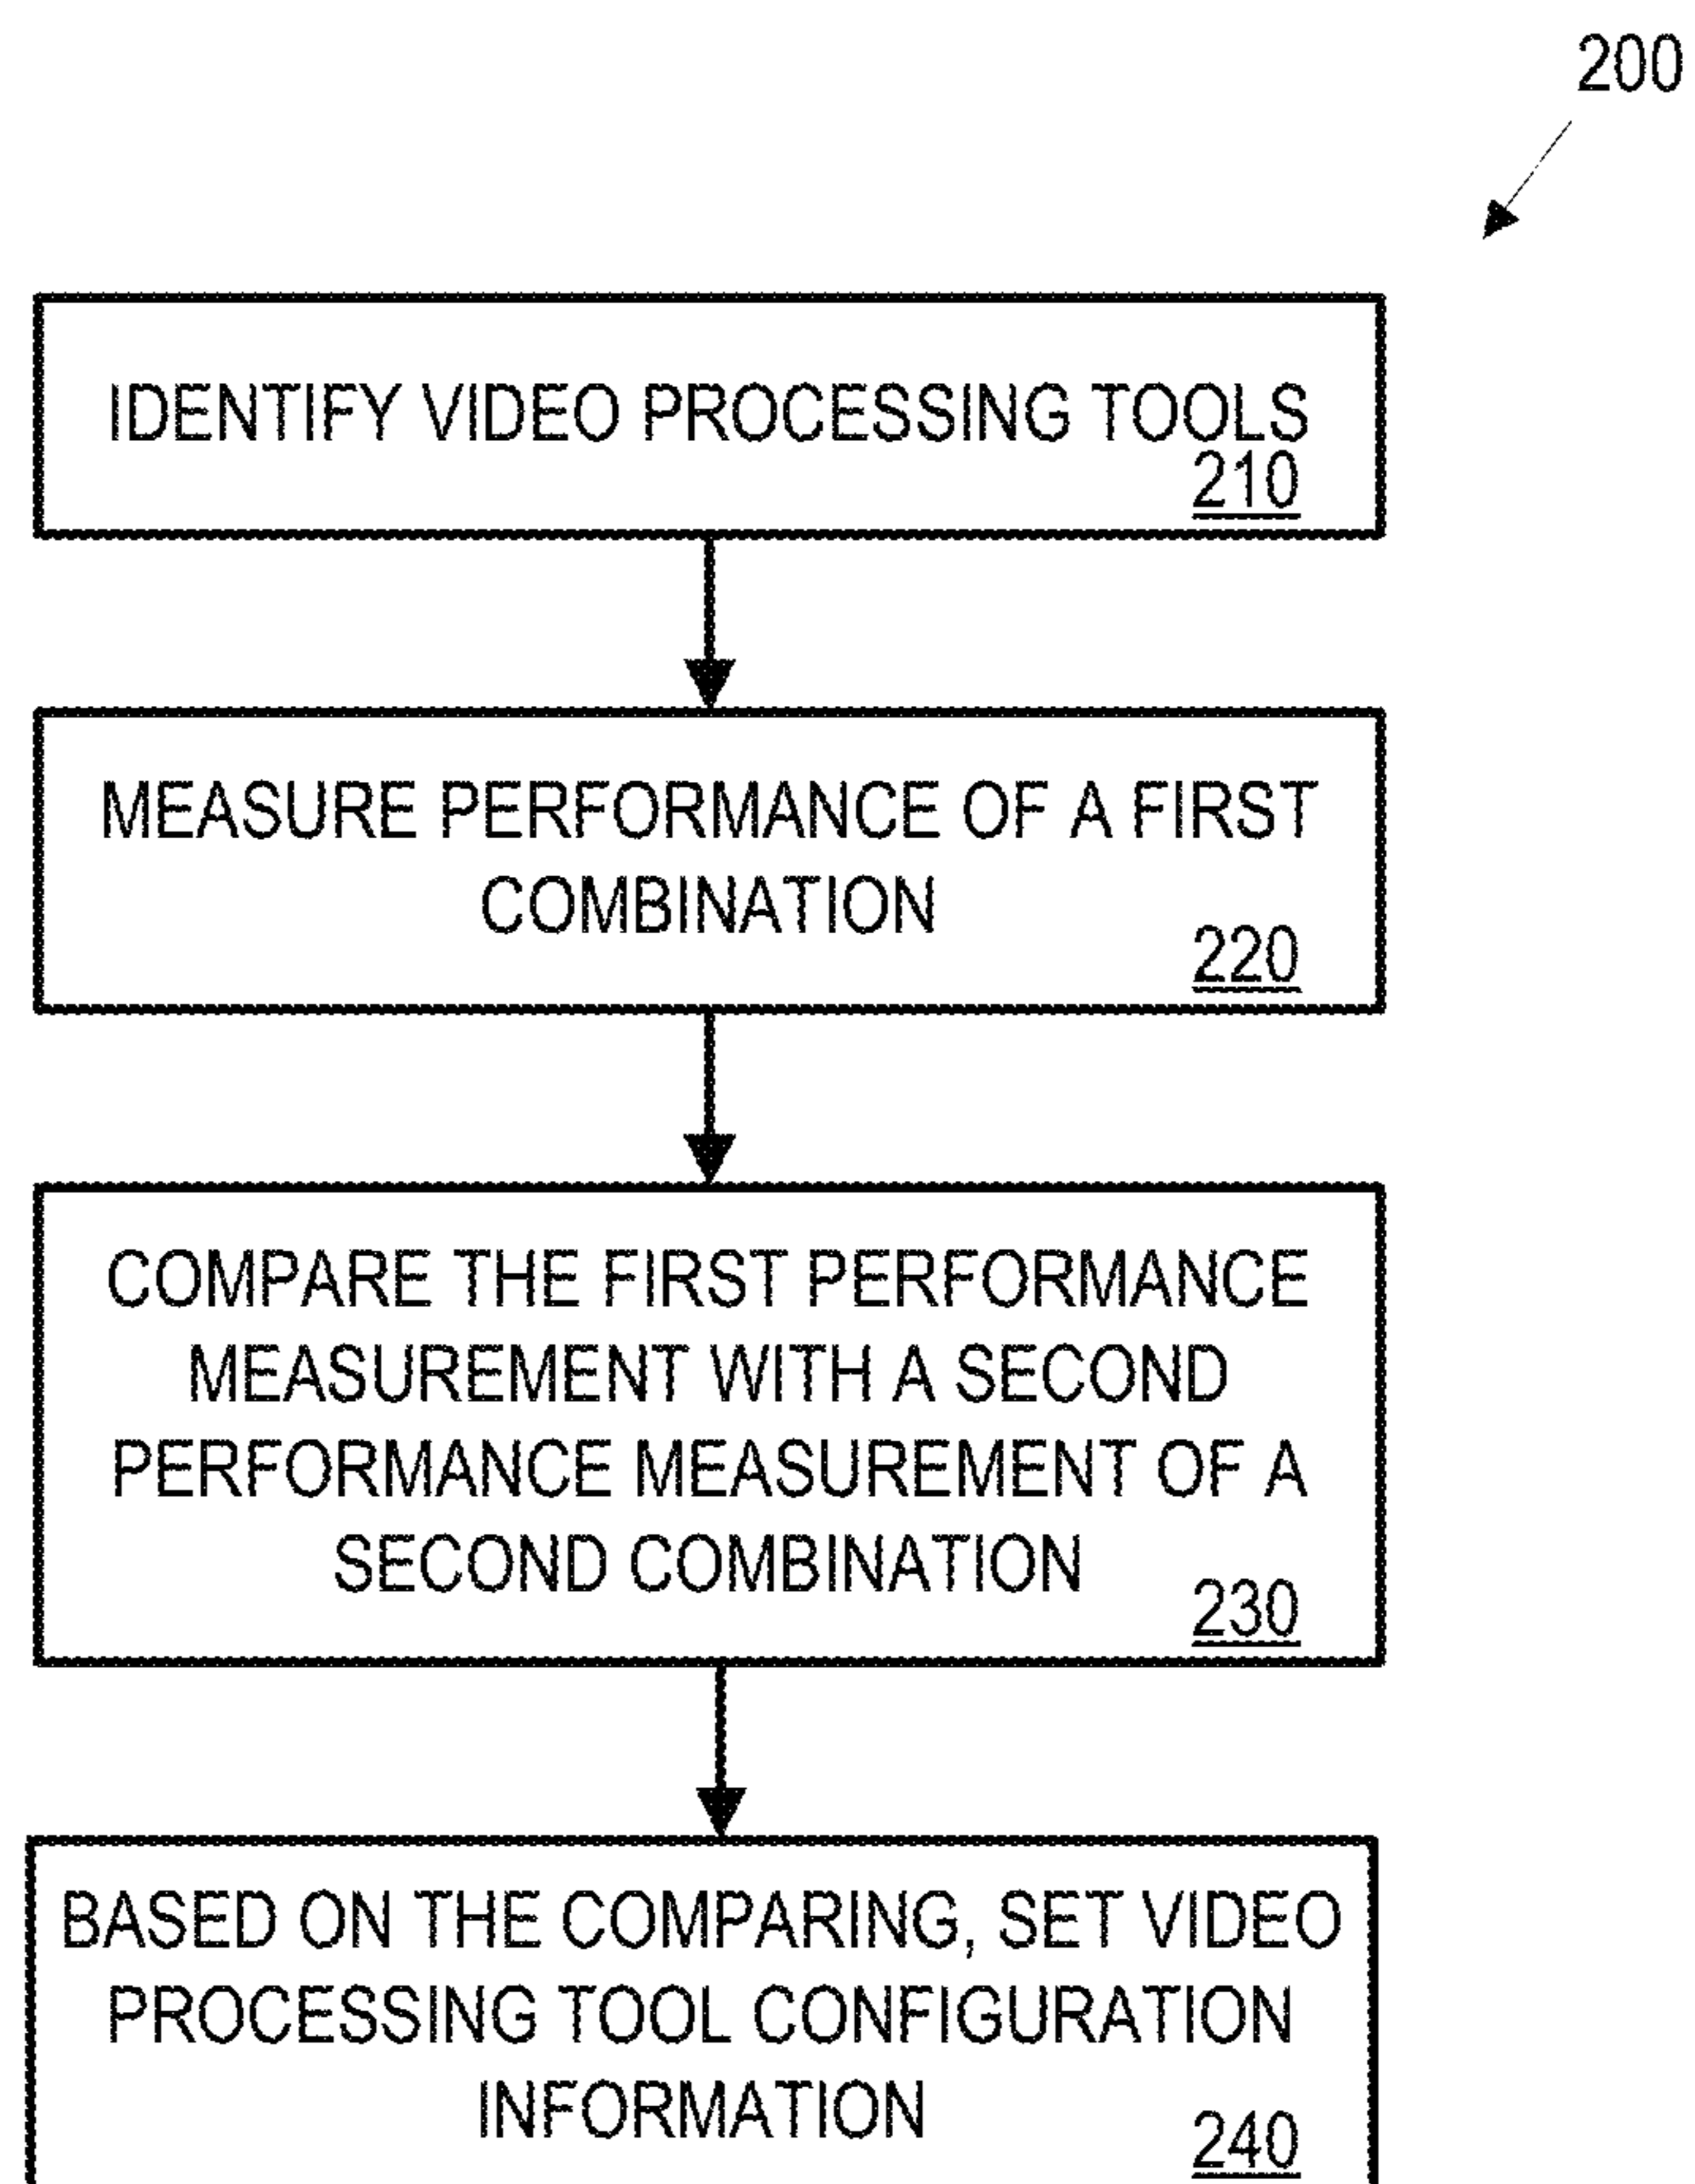 200
IDENTIFY VIDEO PROCESSING TOOLS
210
MEASURE PERFORMANCE OF A FIRST
COMBINATION
220
COMPARE THE FIRST PERFORMANCE
MEASUREMENT WITH A SECOND
PERFORMANCE MEASUREMENT OF A
SECOND COMBINATION
230
BASED ON THE COMPARING, SET VIDEO
PROCESSING TOOL CONFIGURATION
INFORMATION
240